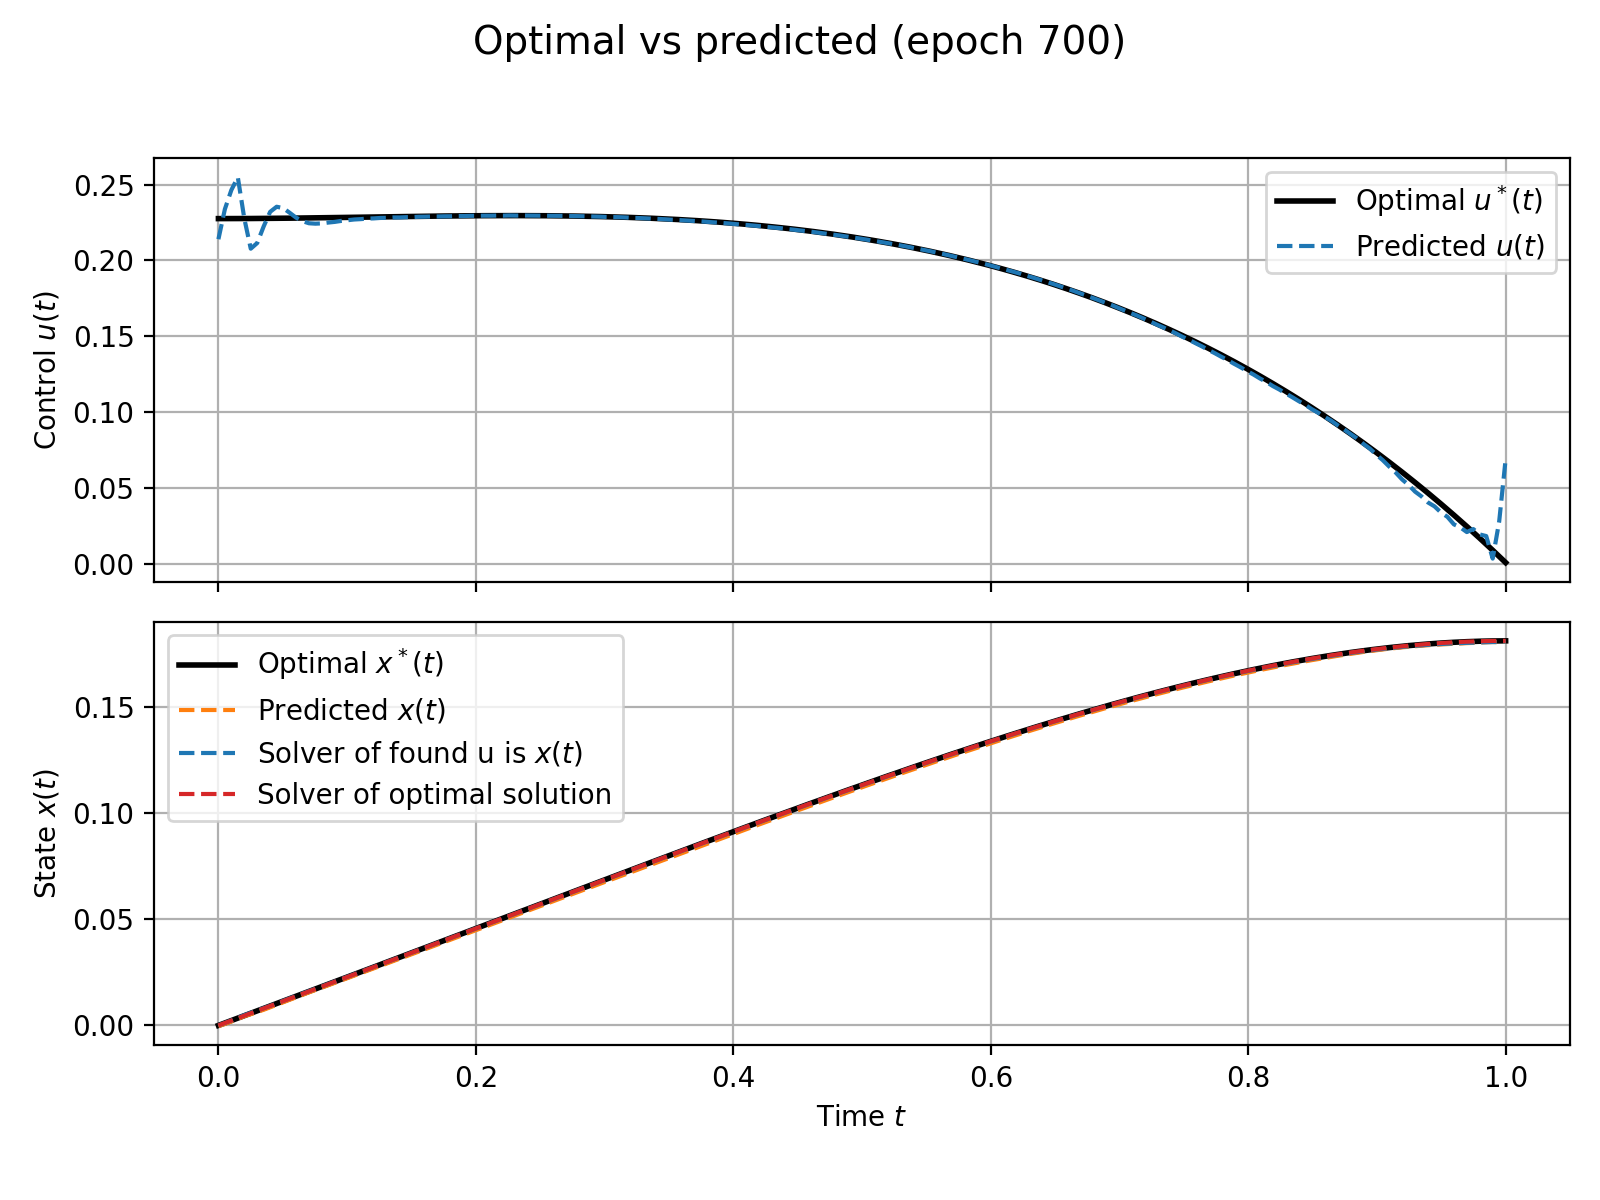 Optimal vs predicted (epoch 700)
Control u(t)
0.25
0.20
0.15
0.10
0.05
0.00
Optimal u*(t)
Predicted u(t)
State x(t)
0.15
0.10
0.05
0.00
Optimal x*(t)
Predicted x(t)
Solver of found u is x(t)
Solver of optimal solution
0.0 0.2 0.4 0.6 0.8 1.0
Time t